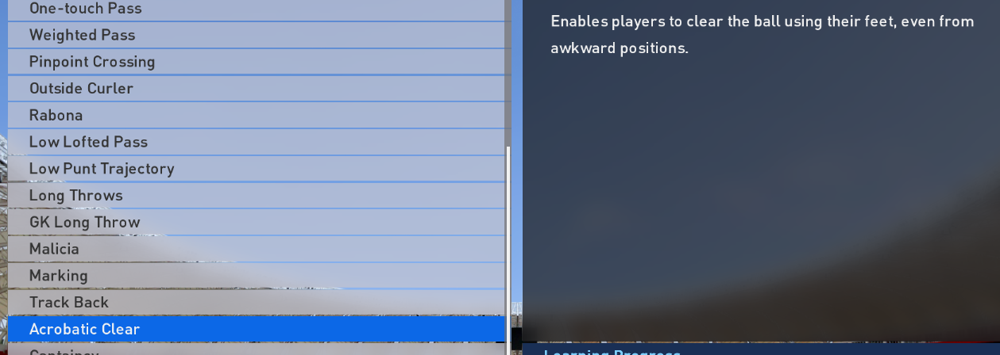 One-touch Pass
Weighted Pass
Pinpoint Crossing
Outside Curler
Rabona
Low Lofted Pass
Low Punt Trajectory
Long Throws
GK Long Throw
Malicia
Marking
Track Back
Acrobatic Clear
Captaincy
Enables players to clear the ball using their feet, even from
awkward positions.
Learning Progress